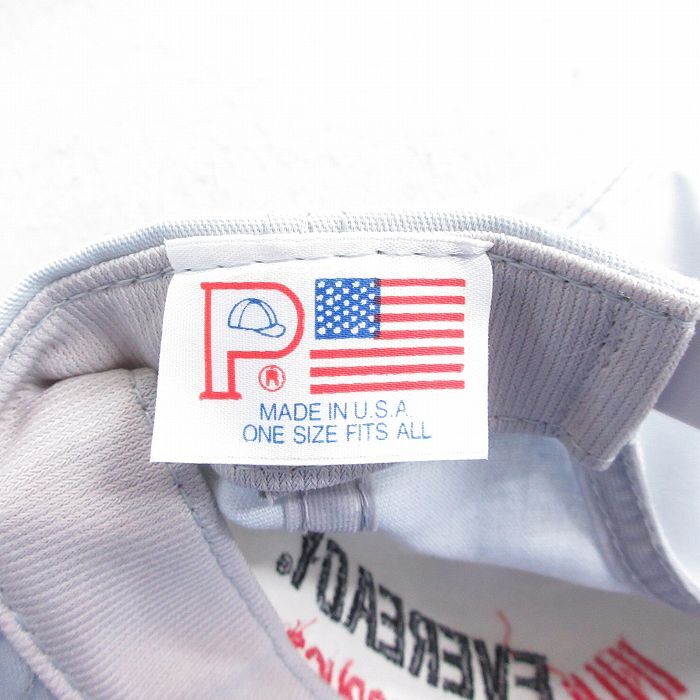 P®
MADE IN U.S.A.
ONE SIZE FITS ALL
EVEREADY®